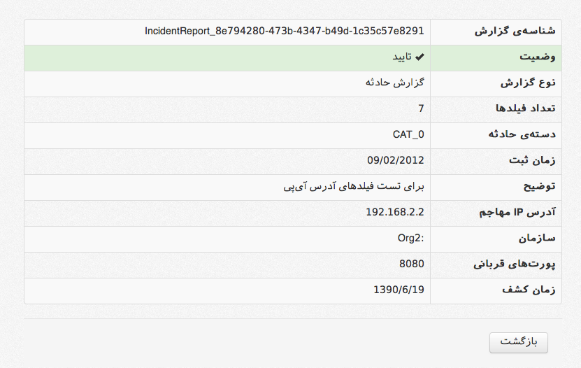 شناسه‌ی گزارش IncidentReport_8e794280-473b-4347-b49d-1c35c57e8291
وضعیت ✔ تایید
نوع گزارش گزارش حادثه
تعداد فیلدها 7
دسته‌ی حادثه CAT_0
زمان ثبت 09/02/2012
توضیح برای تست فیلدهای آدرس آی‌پی
آدرس IP مهاجم 192.168.2.2
سازمان Org2:
پورت‌های قربانی 8080
زمان کشف 1390/6/19
بازگشت